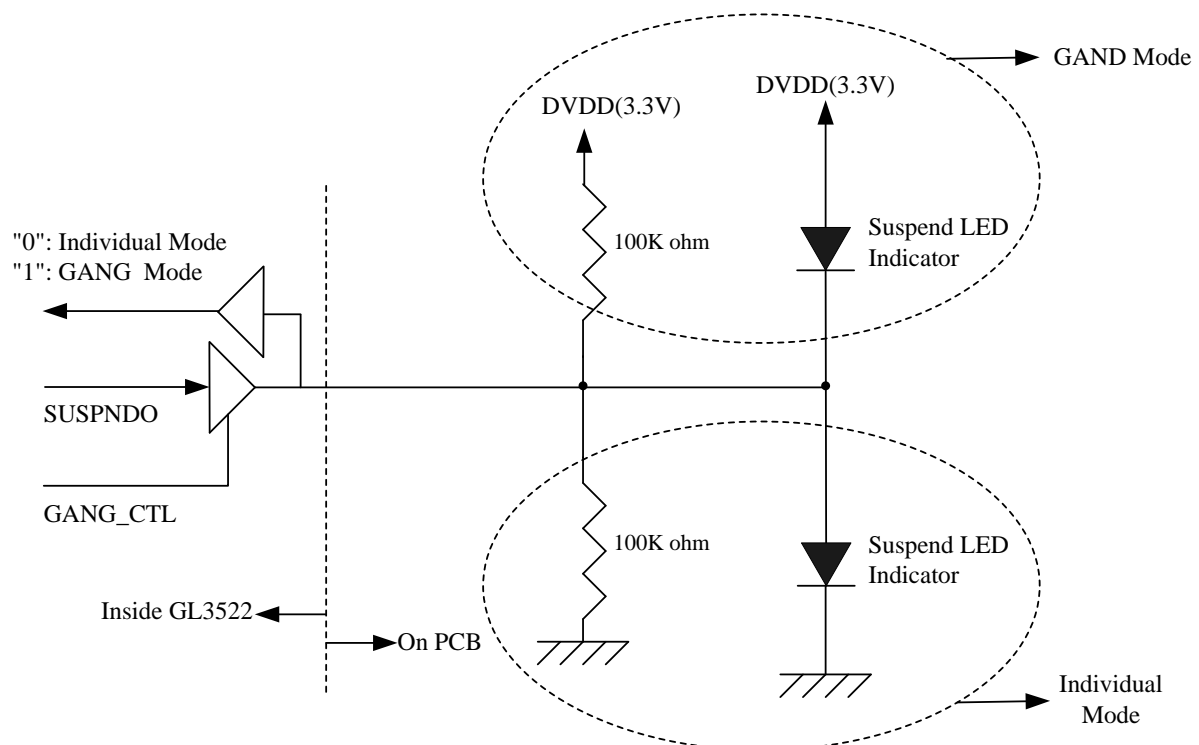 GAND Mode
DVDD(3.3V)
DVDD(3.3V)
"0": Individual Mode
"1": GANG Mode
100K ohm
Suspend LED
Indicator
SUSPNDO
GANG_CTL
100K ohm
Suspend LED
Indicator
Inside GL3522
On PCB
Individual
Mode